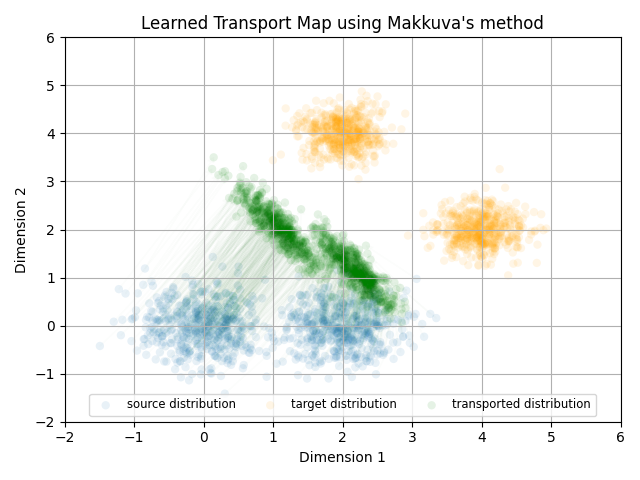 Learned Transport Map using Makkuva's method
6
5
4
3
2
1
0
−1
−2
Dimension 2
source distribution target distribution transported distribution
−2 −1 0 1 2 3 4 5 6
Dimension 1